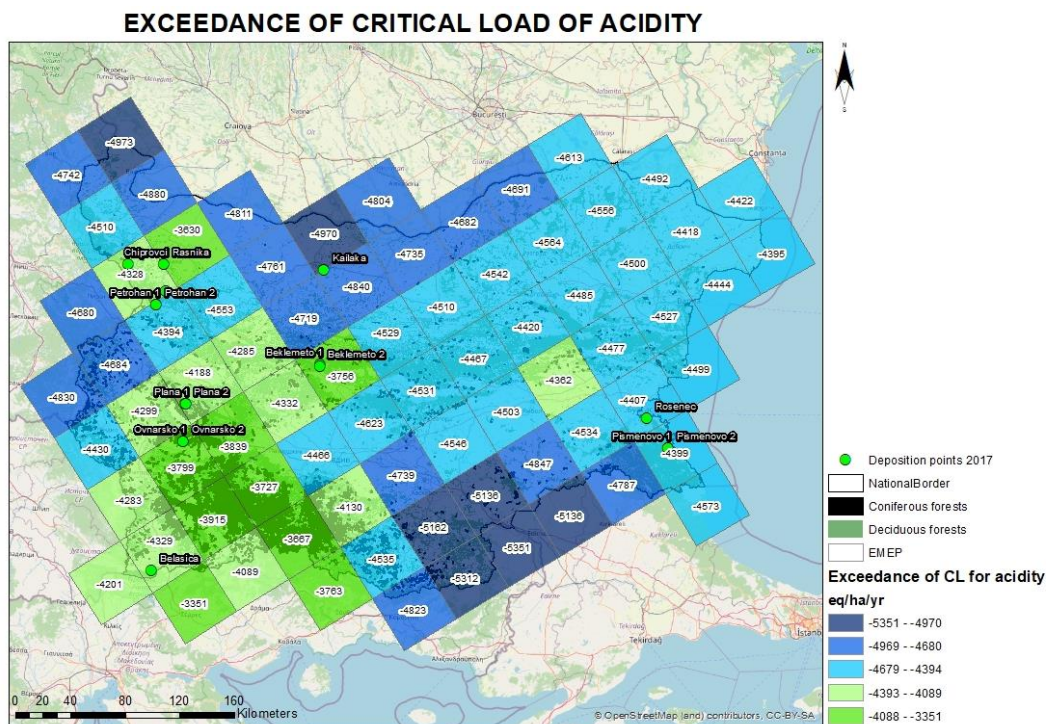 EXCEEDANCE OF CRITICAL LOAD OF ACIDITY
N
S
Craiova
București
Constanta
-4973
-4742
-4880
-4613
-4492
-4422
-4691
-4804
-4811
-4682
-4556
-4418
-4395
-4510
-3630
-4970
-4735
-4564
-4500
-4444
Chiprovci Rasnika
-4328
-4761
Kailaka
-4840
-4542
-4485
-4527
Petrohan 1 Petrohan 2
-4680
-4394
-4553
-4719
-4510
-4420
-4477
-4499
-4529
-4684
-4285
Beklemeto 1 Beklemeto 2
-4467
-4362
-4188
-3756
-4830
Plana 1 Plana 2
-4299
-4332
-4531
-4503
-4407
Rosenec
Ovnarsko 1 Ovnarsko 2
-4430
-3839
-4623
-4546
-4534
Pismenovo 1 Pismenovo 2
-4399
-3799
-4466
-4739
-4847
-4787
-4283
-3727
-4130
-5136
-5136
-4573
-3915
-3667
-5162
-5351
-4329
-4535
Belasica
-4201
-4089
-5312
-3351
-3763
-4823
Tekirdağ
Αλεξανδρούπολη
Καβάλα
İstanbul
0 20 40 80 120 160
Kilometers
© OpenStreetMap (and) contributors, CC-BY-SA
Deposition points 2017
NationalBorder
Coniferous forests
Deciduous forests
EMEP
Exceedance of CL for acidity
eq/ha/yr
-5351 - -4970
-4969 - -4680
-4679 - -4394
-4393 - -4089
-4088 - -3351